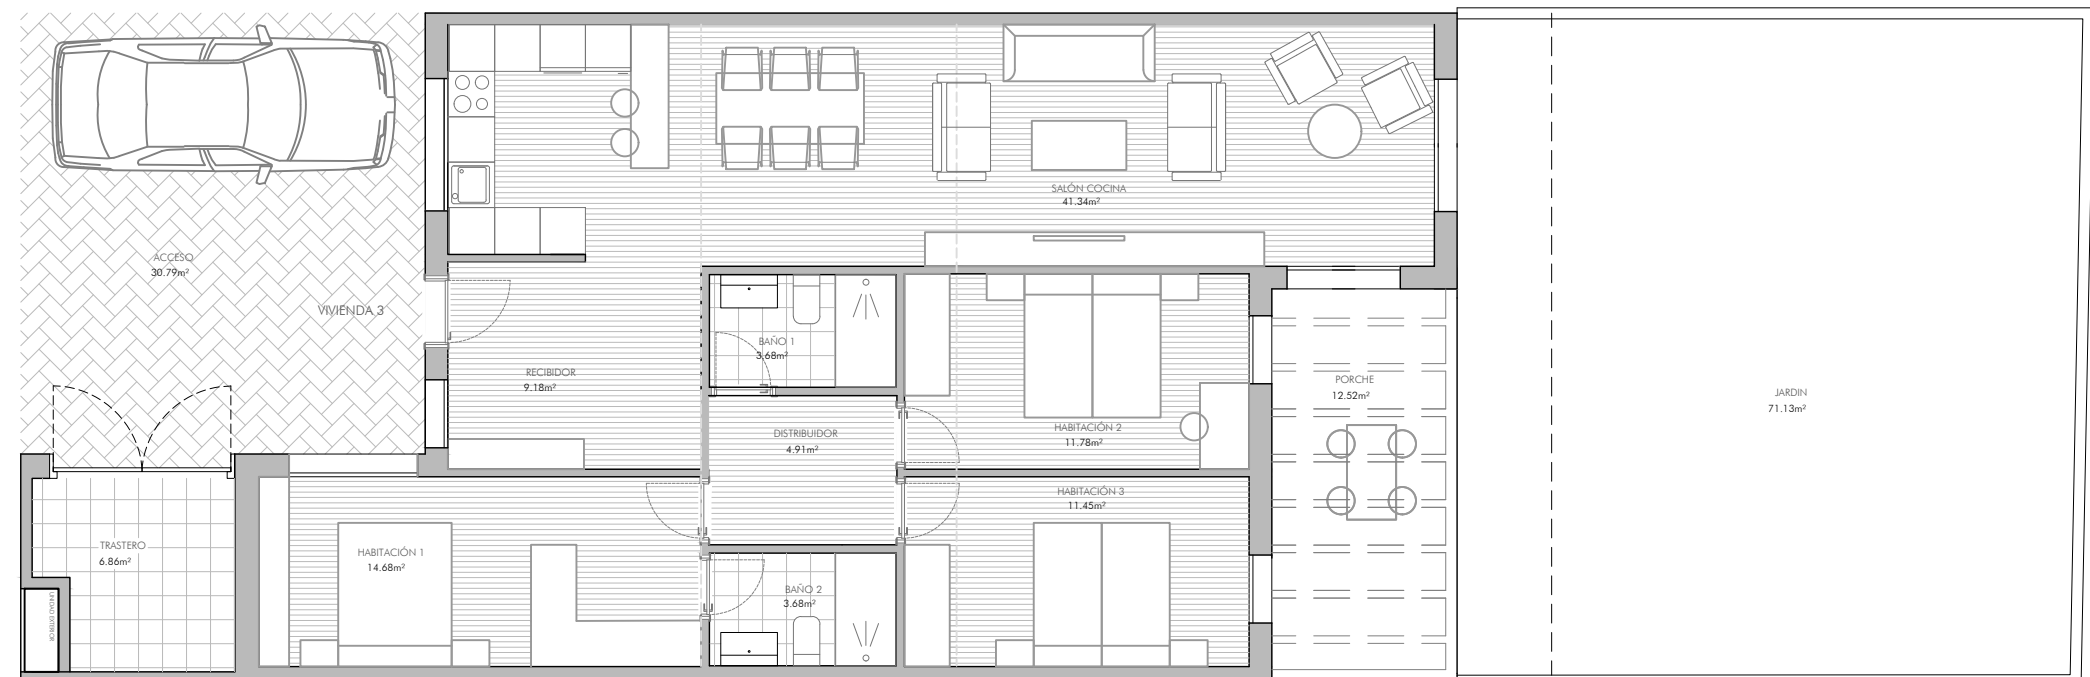 SALÓN COCINA
41.34m²
ACCESO
30.79m²
VIVIENDA 3
BAÑO 1
3.68m²
RECIBIDOR
9.18m²
PORCHE
12.52m²
JARDIN
71.13m²
DISTRIBUIDOR
4.91m²
HABITACIÓN 2
11.78m²
HABITACIÓN 3
11.45m²
TRASTERO
6.86m²
HABITACIÓN 1
14.68m²
BAÑO 2
3.68m²
UNIDAD EXTERIOR